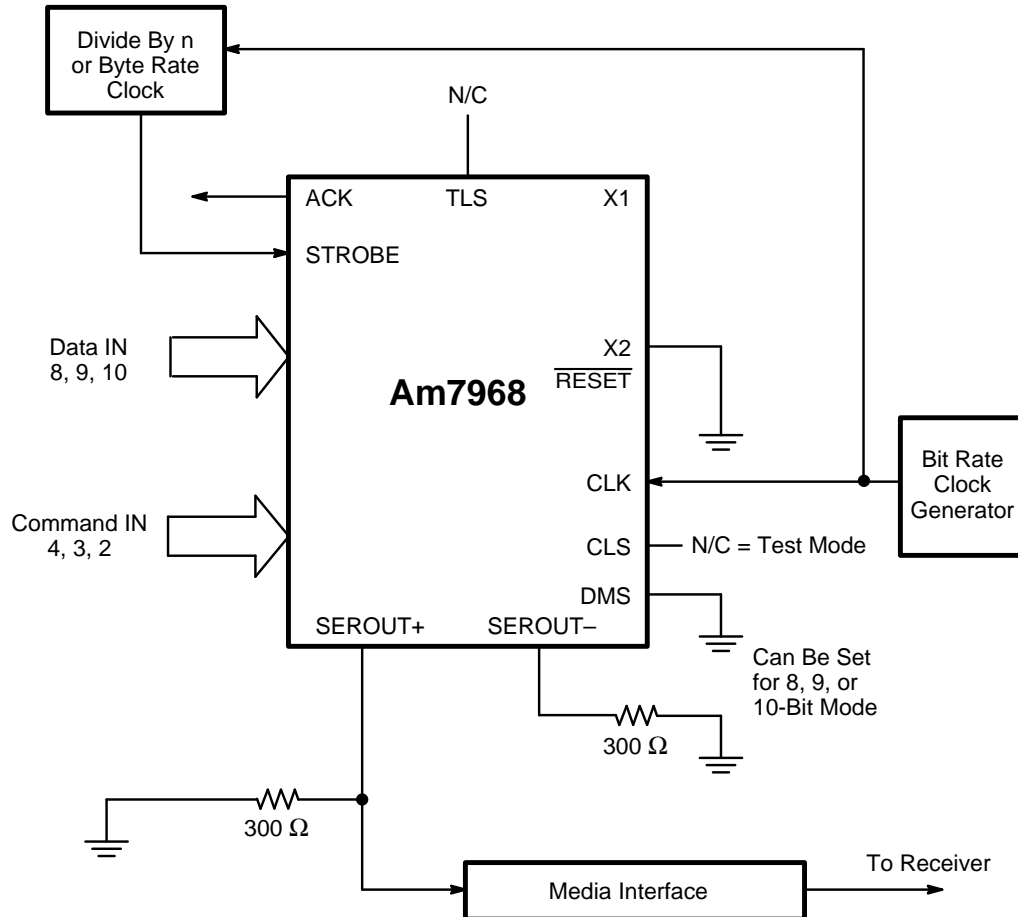 Divide By n
or Byte Rate
Clock
N/C
ACK
TLS
X1
STROBE
Data IN
8, 9, 10
X2
RESET
Am7968
Bit Rate
Clock
Generator
CLK
Command IN
4, 3, 2
CLS
N/C = Test Mode
DMS
SEROUT+
SEROUT–
Can Be Set
for 8, 9, or
10-Bit Mode
300 Ω
300 Ω
To Receiver
Media Interface